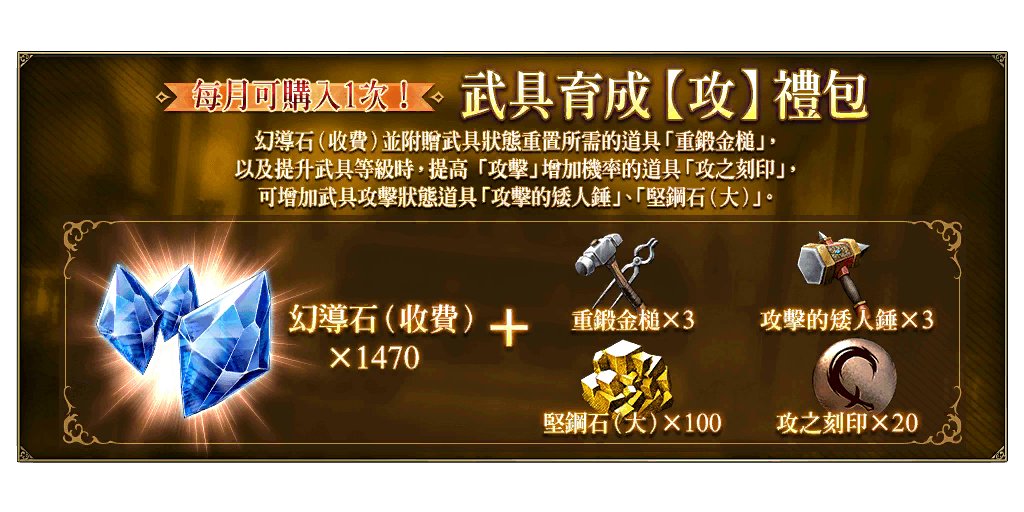 每月可購入1次！
武具育成【攻】禮包
幻導石（收費）並附贈武具狀態重置所需的道具「重鍛金槌」，
以及提升武具等級時，提高「攻擊」增加機率的道具「攻之刻印」，
可增加武具攻擊狀態道具「攻擊的矮人錘」、「堅鋼石（大）」。
幻導石（收費）
×1470
+
重鍛金槌×3
攻擊的矮人錘×3
堅鋼石（大）×100
攻之刻印×20